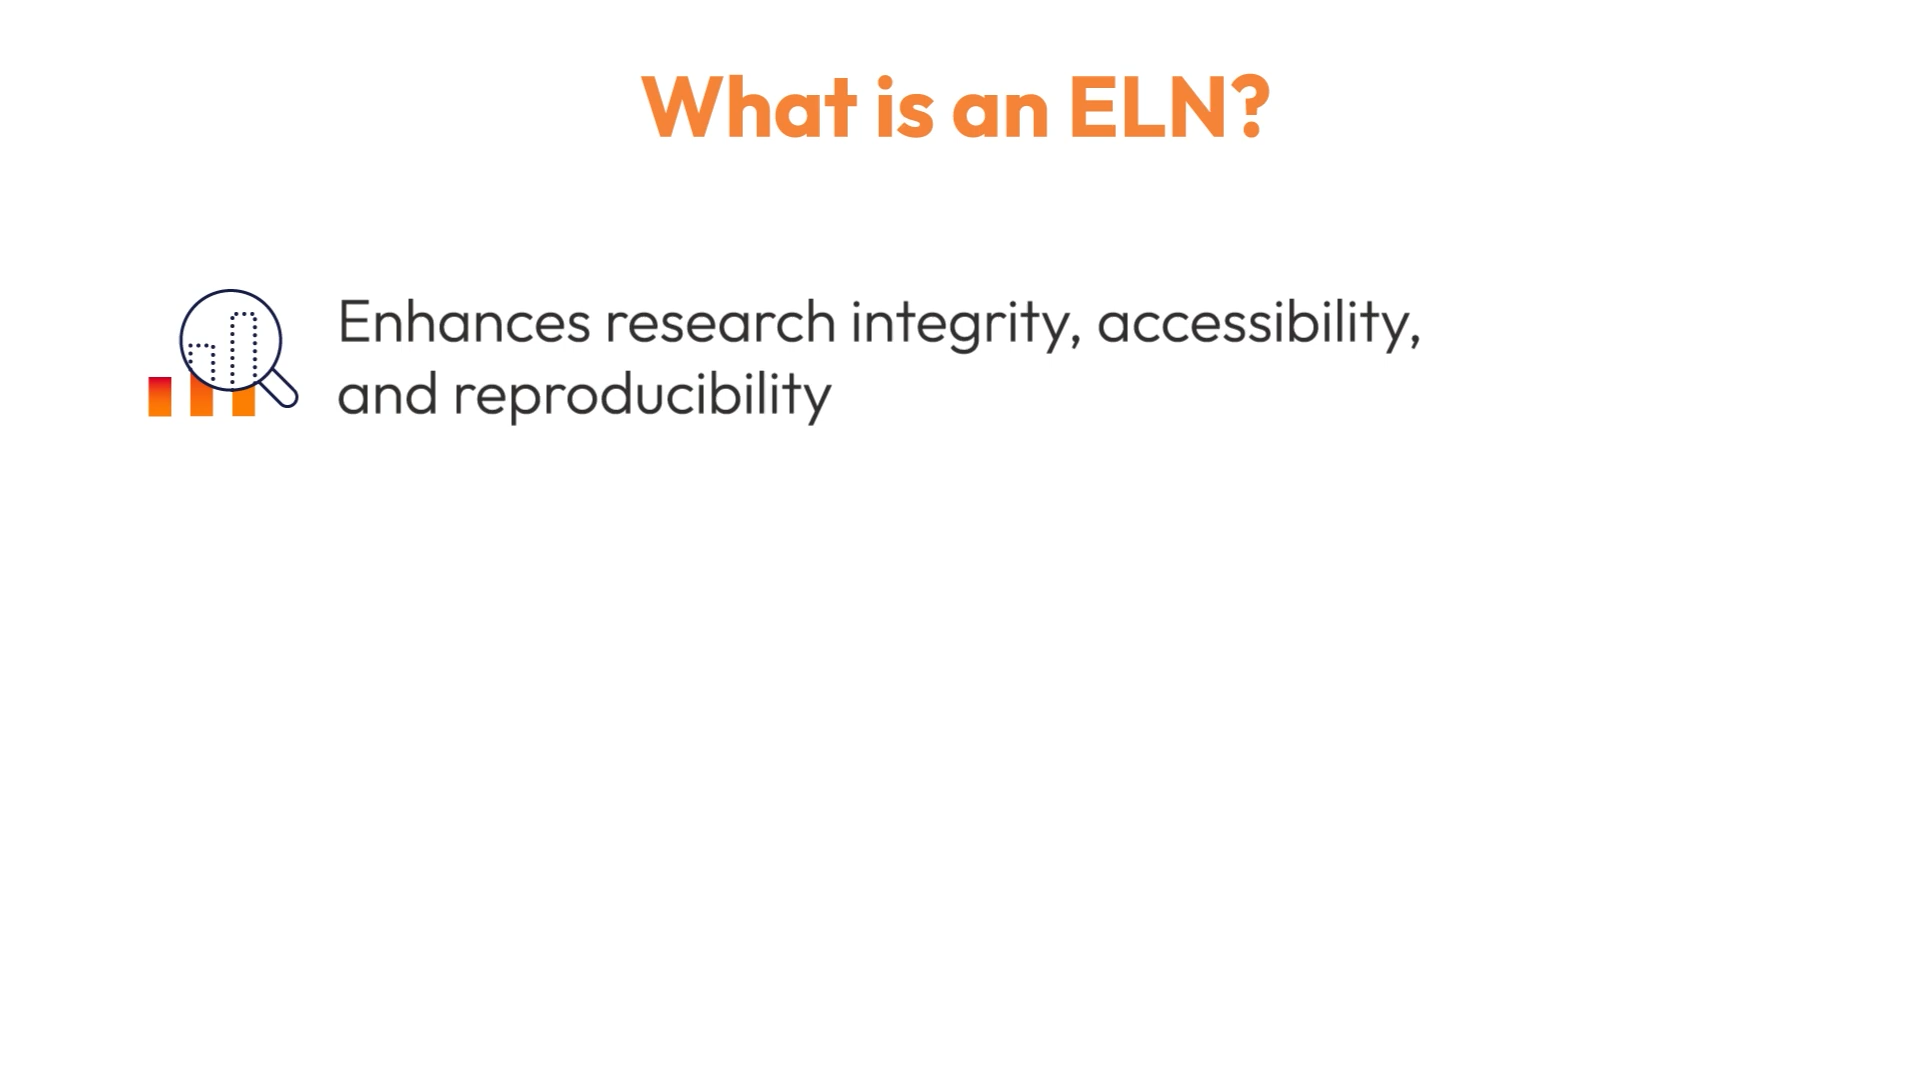 What is an ELN?
Enhances research integrity, accessibility,
and reproducibility